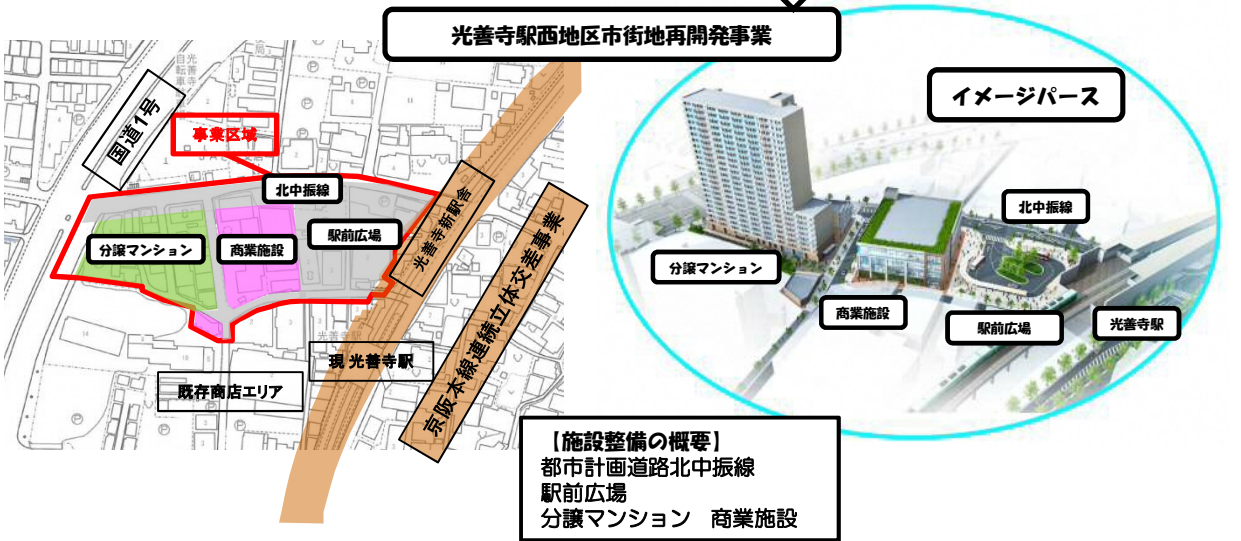 光善寺駅西地区市街地再開発事業
国道1号
事業区域
北中振線
分譲マンション
商業施設
駅前広場
光善寺新駅舎
京阪本線連続立体交差事業
現 光善寺駅
既存商店エリア
イメージパース
北中振線
分譲マンション
商業施設
駅前広場
光善寺駅
【施設整備の概要】
都市計画道路北中振線
駅前広場
分譲マンション 商業施設